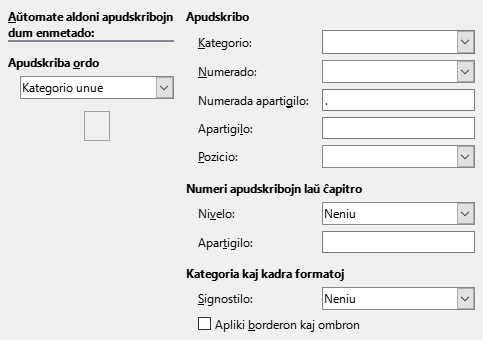 Aŭtomate aldoni apudskribojn
dum enmetado:
Apudskriba ordo
Kategorio unue
Apudskribo
Kategorio:
Numerado:
Numerada apartigilo: .
Apartigilo:
Pozicio:
Numeri apudskribojn laŭ ĉapitro
Nivelo: Neniu
Apartigilo:
Kategoria kaj kadra formatoj
Signostilo: Neniu
Apliki borderon kaj ombron